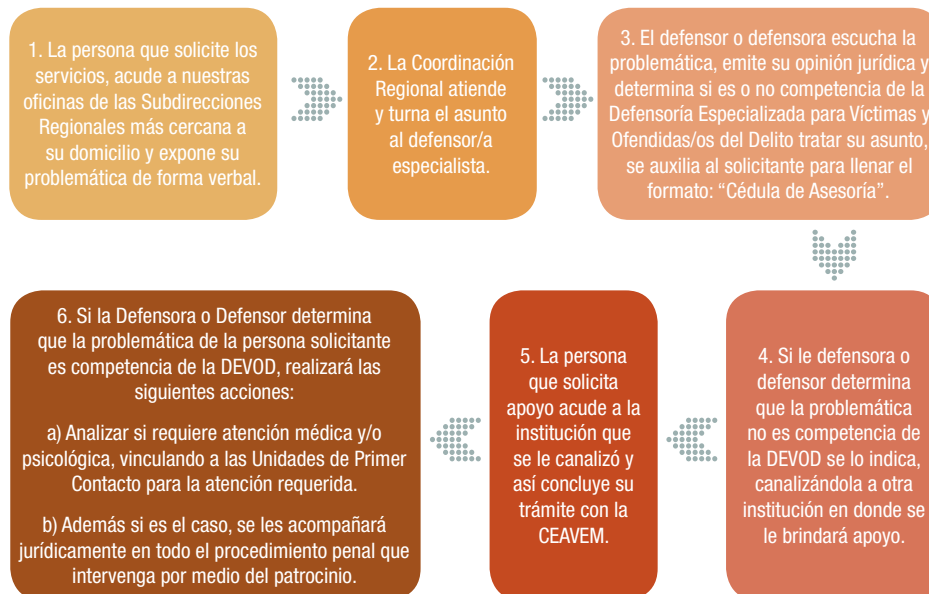 1. La persona que solicite los
servicios, acude a nuestras
oficinas de las Subdirecciones
Regionales más cercana a
su domicilio y expone su
problemática de forma verbal.
2. La Coordinación
Regional atiende
y turna el asunto
al defensor/a
especialista.
3. El defensor o defensora escucha la
problemática, emite su opinión jurídica y
determina si es o no competencia de la
Defensoría Especializada para Víctimas y
Ofendidas/os del Delito tratar su asunto,
se auxilia al solicitante para llenar el
formato: “Cédula de Asesoría”.
4. Si le defensora o
defensor determina
que la problemática
no es competencia de
la DEVOD se lo indica,
canalizándola a otra
institución en donde se
le brindará apoyo.
5. La persona
que solicita
apoyo acude a la
institución que
se le canalizó y
así concluye su
trámite con la
CEAVEM.
6. Si la Defensora o Defensor determina
que la problemática de la persona solicitante
es competencia de la DEVOD, realizará las
siguientes acciones:
a) Analizar si requiere atención médica y/o
psicológica, vinculando a las Unidades de Primer
Contacto para la atención requerida.
b) Además si es el caso, se les acompañará
jurídicamente en todo el procedimiento penal que
intervenga por medio del patrocinio.